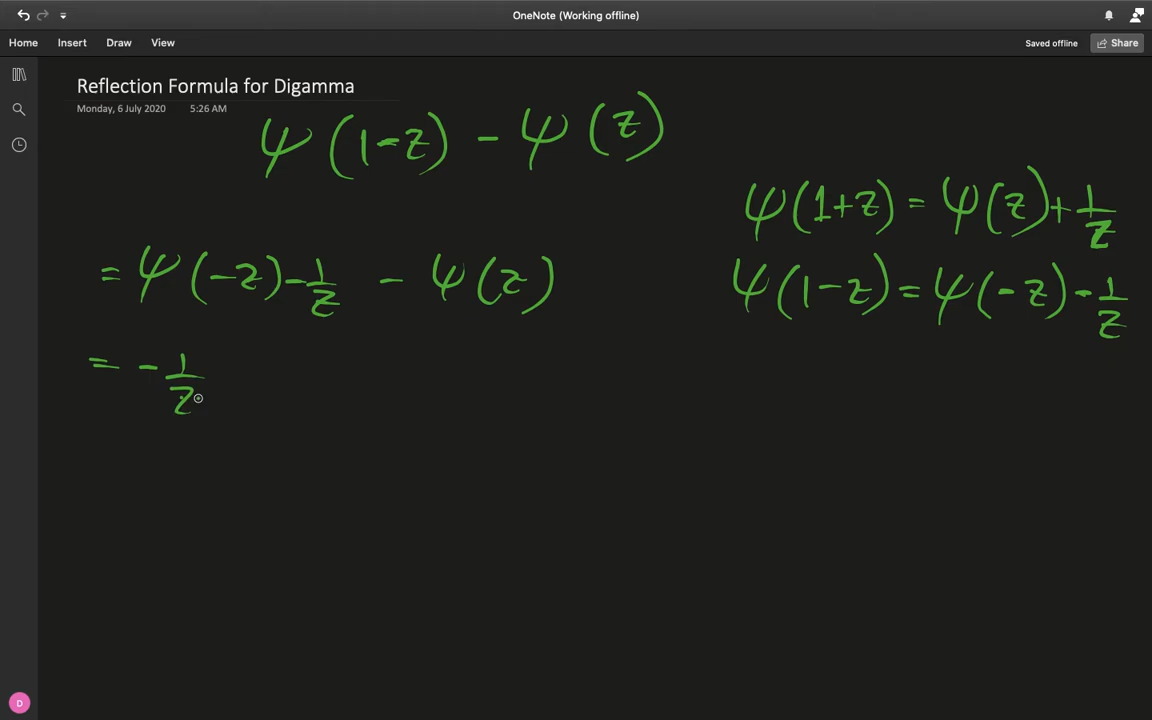 OneNote (Working offline)
Home Insert Draw View
Saved offline Share
Reflection Formula for Digamma
Monday, 6 July 2020 5:26 AM
ψ(1-z) - ψ(z)
ψ(1+z) = ψ(z) + 1/z
= ψ(-z) - 1/z - ψ(z)
ψ(1-z) = ψ(-z) - 1/z
= - 1/z
D